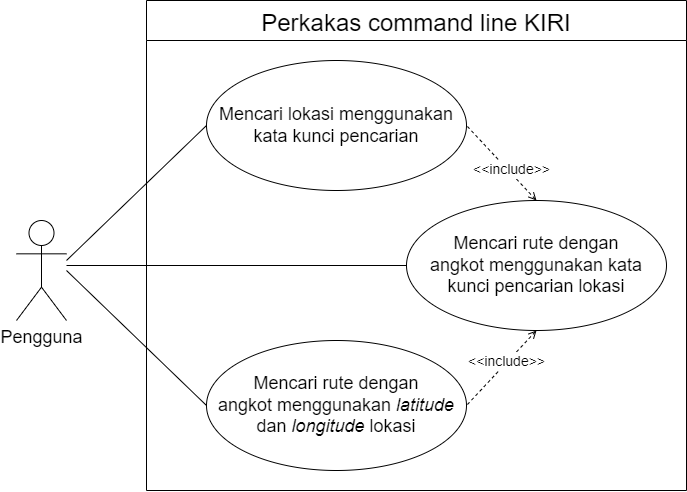 Perkakas command line KIRI
Mencari lokasi menggunakan
kata kunci pencarian
<<include>>
Mencari rute dengan
angkot menggunakan kata
kunci pencarian lokasi
Pengguna
<<include>>
Mencari rute dengan
angkot menggunakan latitude
dan longitude lokasi